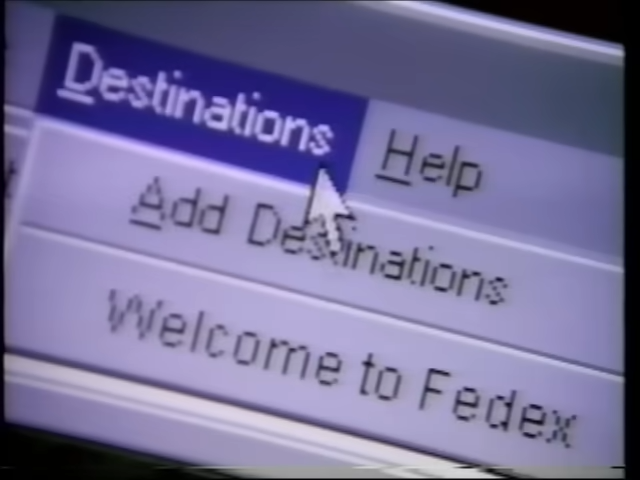 Destinations Help
Add Destinations
Welcome to Fedex